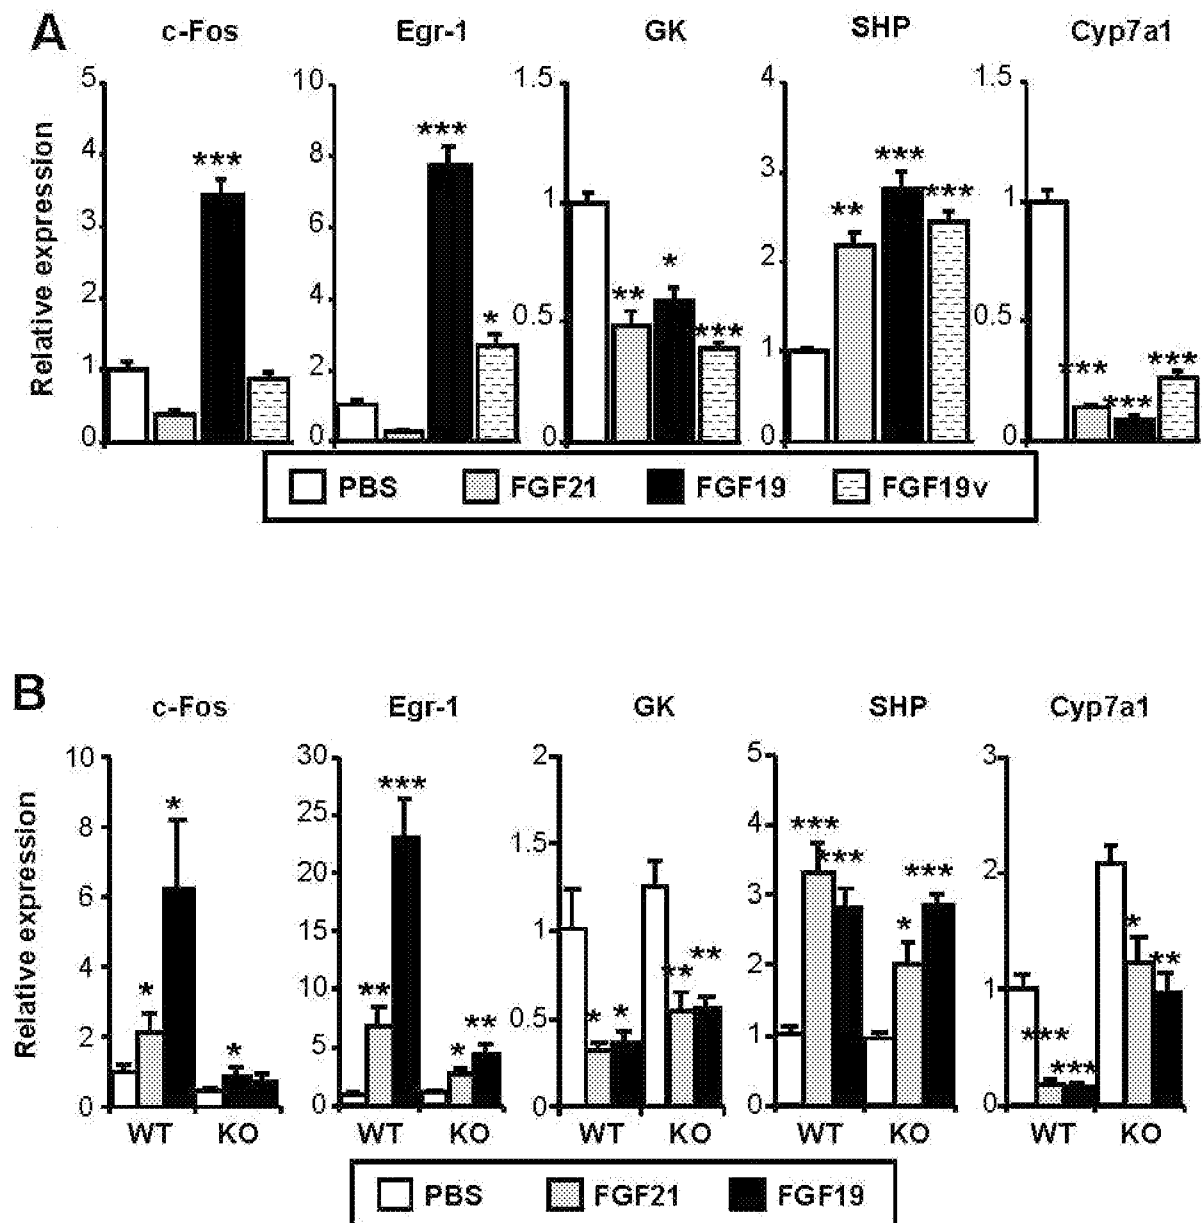 A
c-Fos Egr-1 GK SHP Cyp7a1
Relative expression
5 4 3 2 1 0
***
10 8 6 4 2 0
*** *
1.5 1 0.5 0
** * ***
4 3 2 1 0
** *** ***
1.5 1 0.5 0
*** *** ***
PBS FGF21 FGF19 FGF19v
B
c-Fos Egr-1 GK SHP Cyp7a1
Relative expression
10 8 6 4 2 0
* * *
30 25 20 15 10 5 0
** *** * **
2 1.5 1 0.5 0
* * ** **
5 4 3 2 1 0
*** *** * ***
3 2 1 0
*** *** * **
WT KO WT KO WT KO WT KO WT KO
PBS FGF21 FGF19